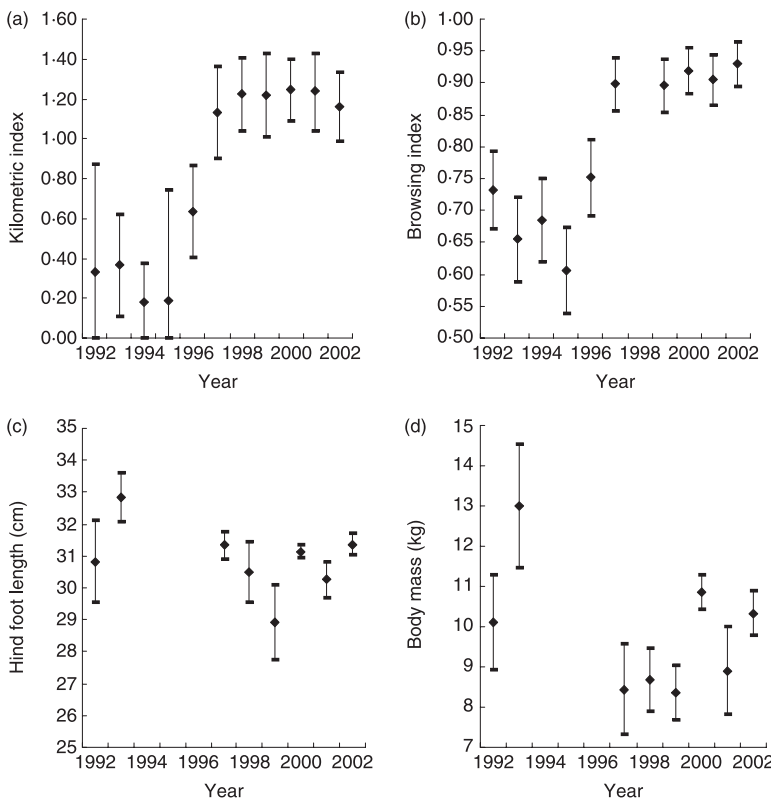 (a)
Kilometric index
1·60
1·40
1·20
1·00
0·80
0·60
0·40
0·20
0·00
1992 1994 1996 1998 2000 2002
Year
(b)
Browsing index
1·00
0·95
0·90
0·85
0·80
0·75
0·70
0·65
0·60
0·55
0·50
1992 1994 1996 1998 2000 2002
Year
(c)
Hind foot length (cm)
35
34
33
32
31
30
29
28
27
26
25
1992 1994 1996 1998 2000 2002
Year
(d)
Body mass (kg)
15
14
13
12
11
10
9
8
7
1992 1994 1996 1998 2000 2002
Year